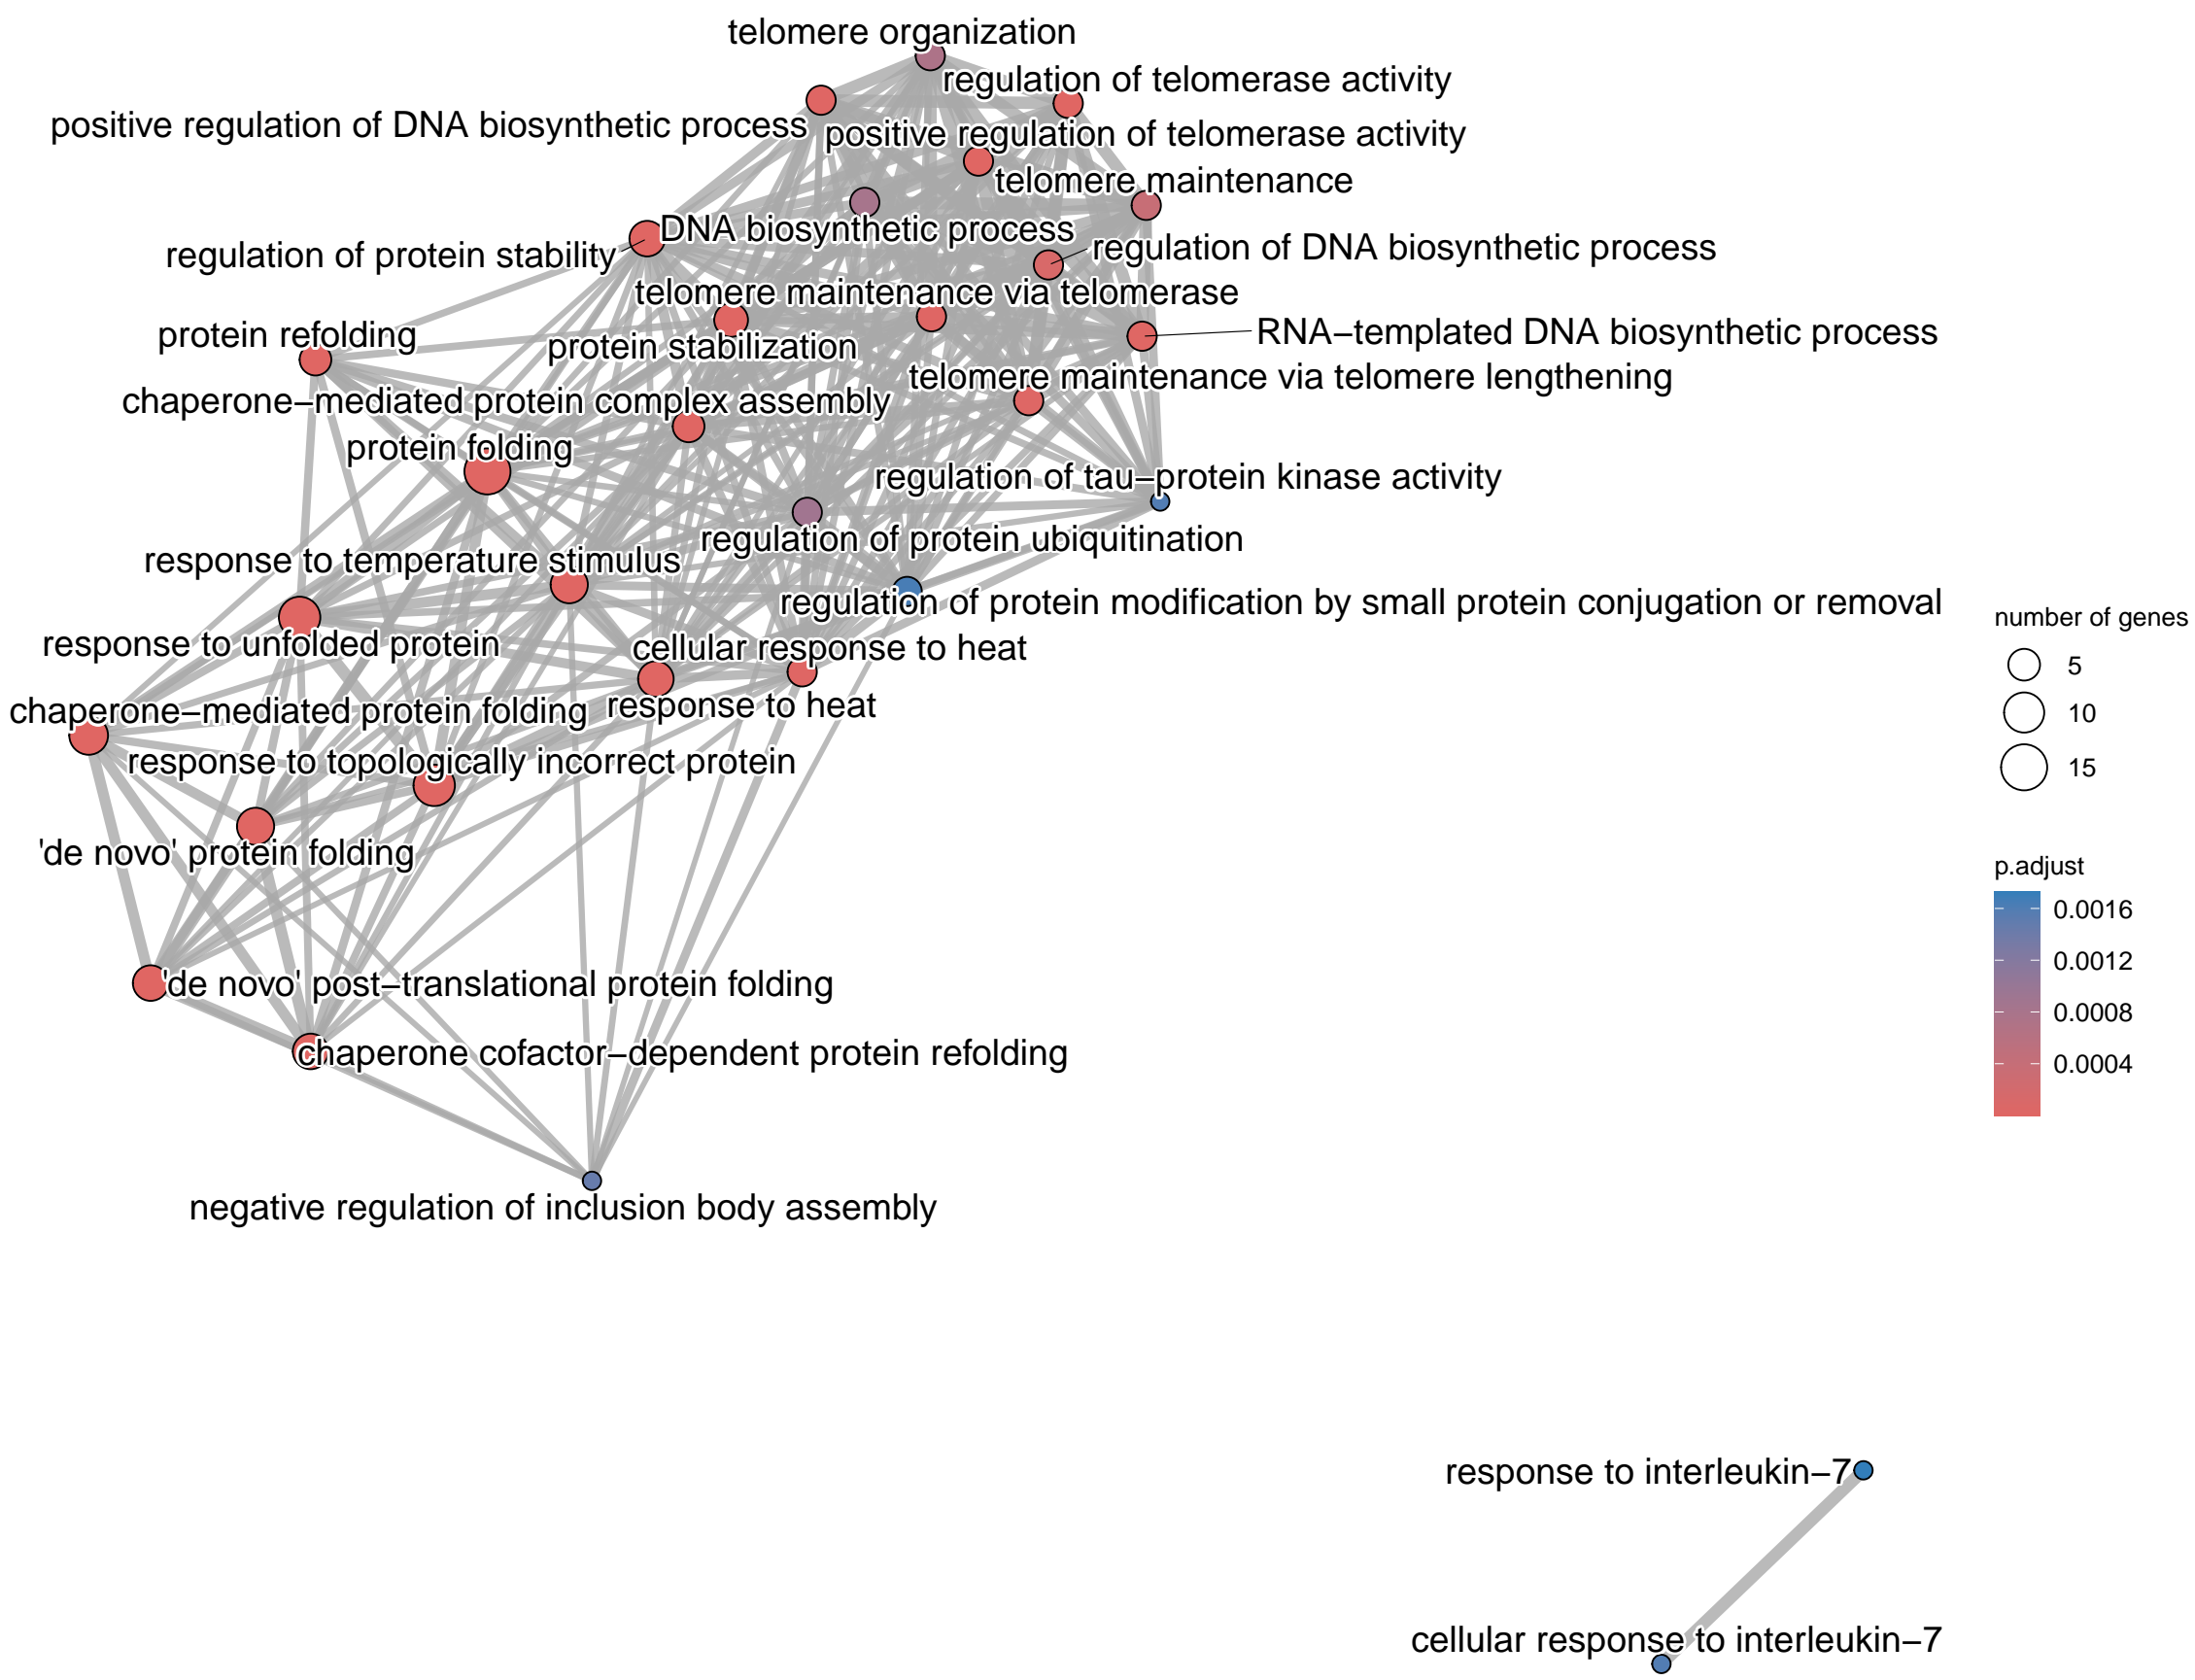 telomere organization
regulation of telomerase activity
positive regulation of DNA biosynthetic process
positive regulation of telomerase activity
telomere maintenance
DNA biosynthetic process
regulation of protein stability
regulation of DNA biosynthetic process
telomere maintenance via telomerase
protein refolding
RNA−templated DNA biosynthetic process
protein stabilization
telomere maintenance via telomere lengthening
chaperone−mediated protein complex assembly
protein folding
regulation of tau−protein kinase activity
regulation of protein ubiquitination
response to temperature stimulus
regulation of protein modification by small protein conjugation or removal
response to unfolded protein
cellular response to heat
chaperone−mediated protein folding
response to heat
response to topologically incorrect protein
'de novo' protein folding
'de novo' post−translational protein folding
chaperone cofactor−dependent protein refolding
negative regulation of inclusion body assembly
response to interleukin−7
cellular response to interleukin−7
number of genes
5
10
15
p.adjust
0.0016
0.0012
0.0008
0.0004